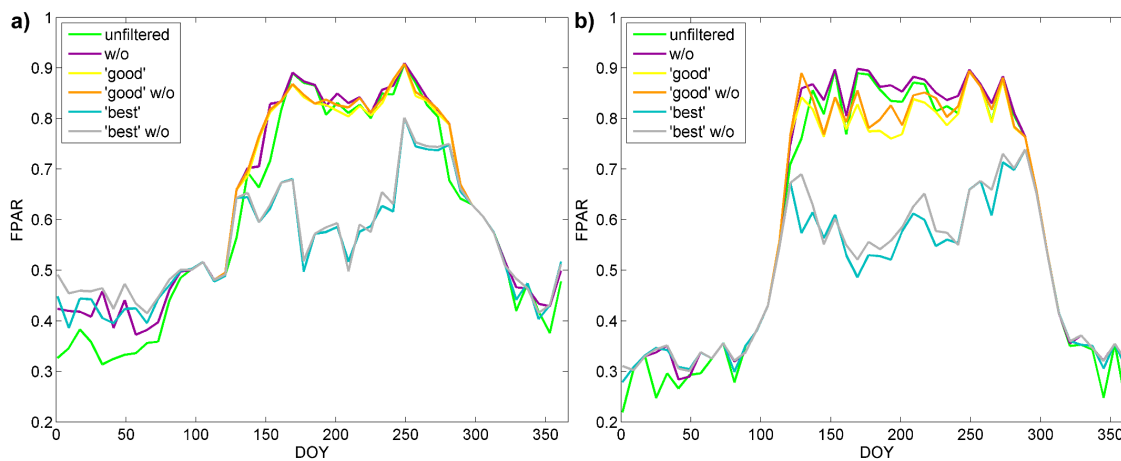 a)
1
0.9
0.8
0.7
0.6
0.5
0.4
0.3
0.2
FPAR
0 50 100 150 200 250 300 350
DOY
unfiltered
w/o
'good'
'good' w/o
'best'
'best' w/o
b)
1
0.9
0.8
0.7
0.6
0.5
0.4
0.3
0.2
FPAR
0 50 100 150 200 250 300 350
DOY
unfiltered
w/o
'good'
'good' w/o
'best'
'best' w/o